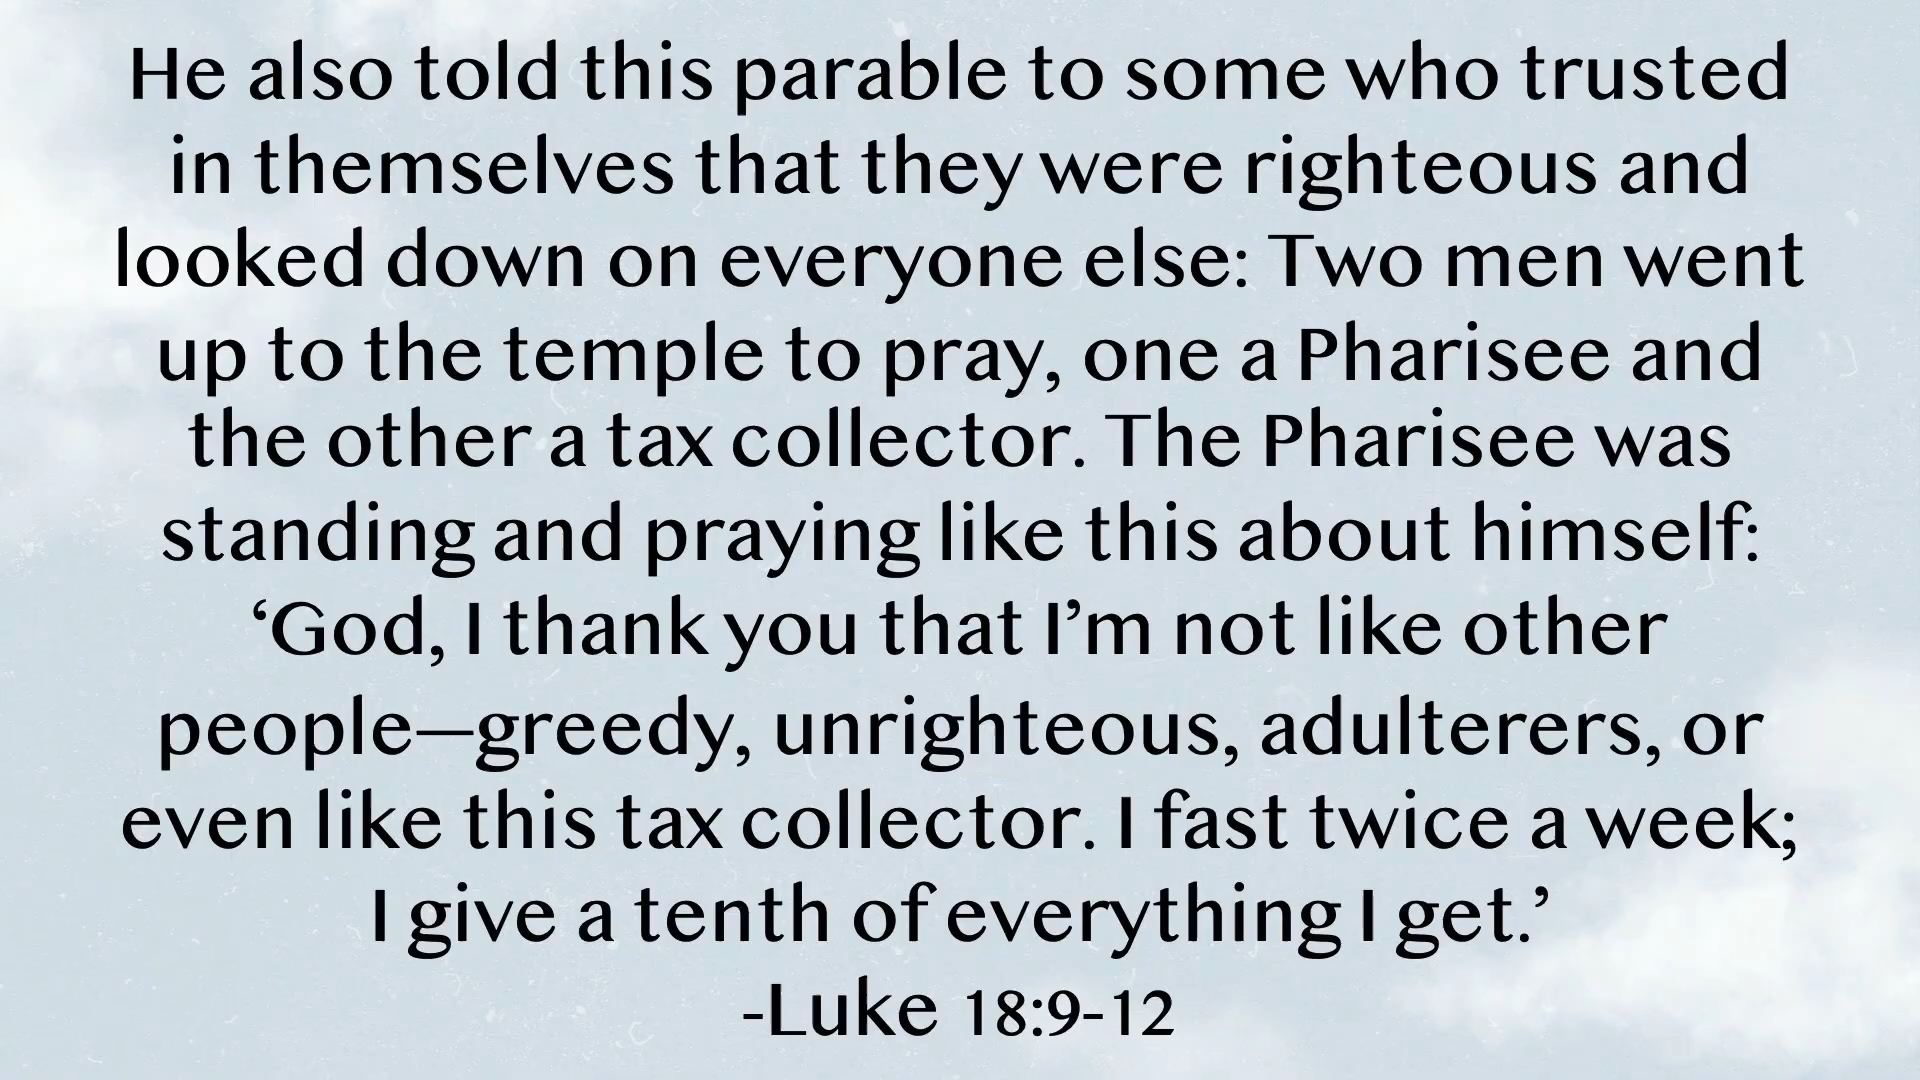 He also told this parable to some who trusted
in themselves that they were righteous and
looked down on everyone else: Two men went
up to the temple to pray, one a Pharisee and
the other a tax collector. The Pharisee was
standing and praying like this about himself:
‘God, I thank you that I’m not like other
people—greedy, unrighteous, adulterers, or
even like this tax collector. I fast twice a week;
I give a tenth of everything I get.’
-Luke 18:9-12